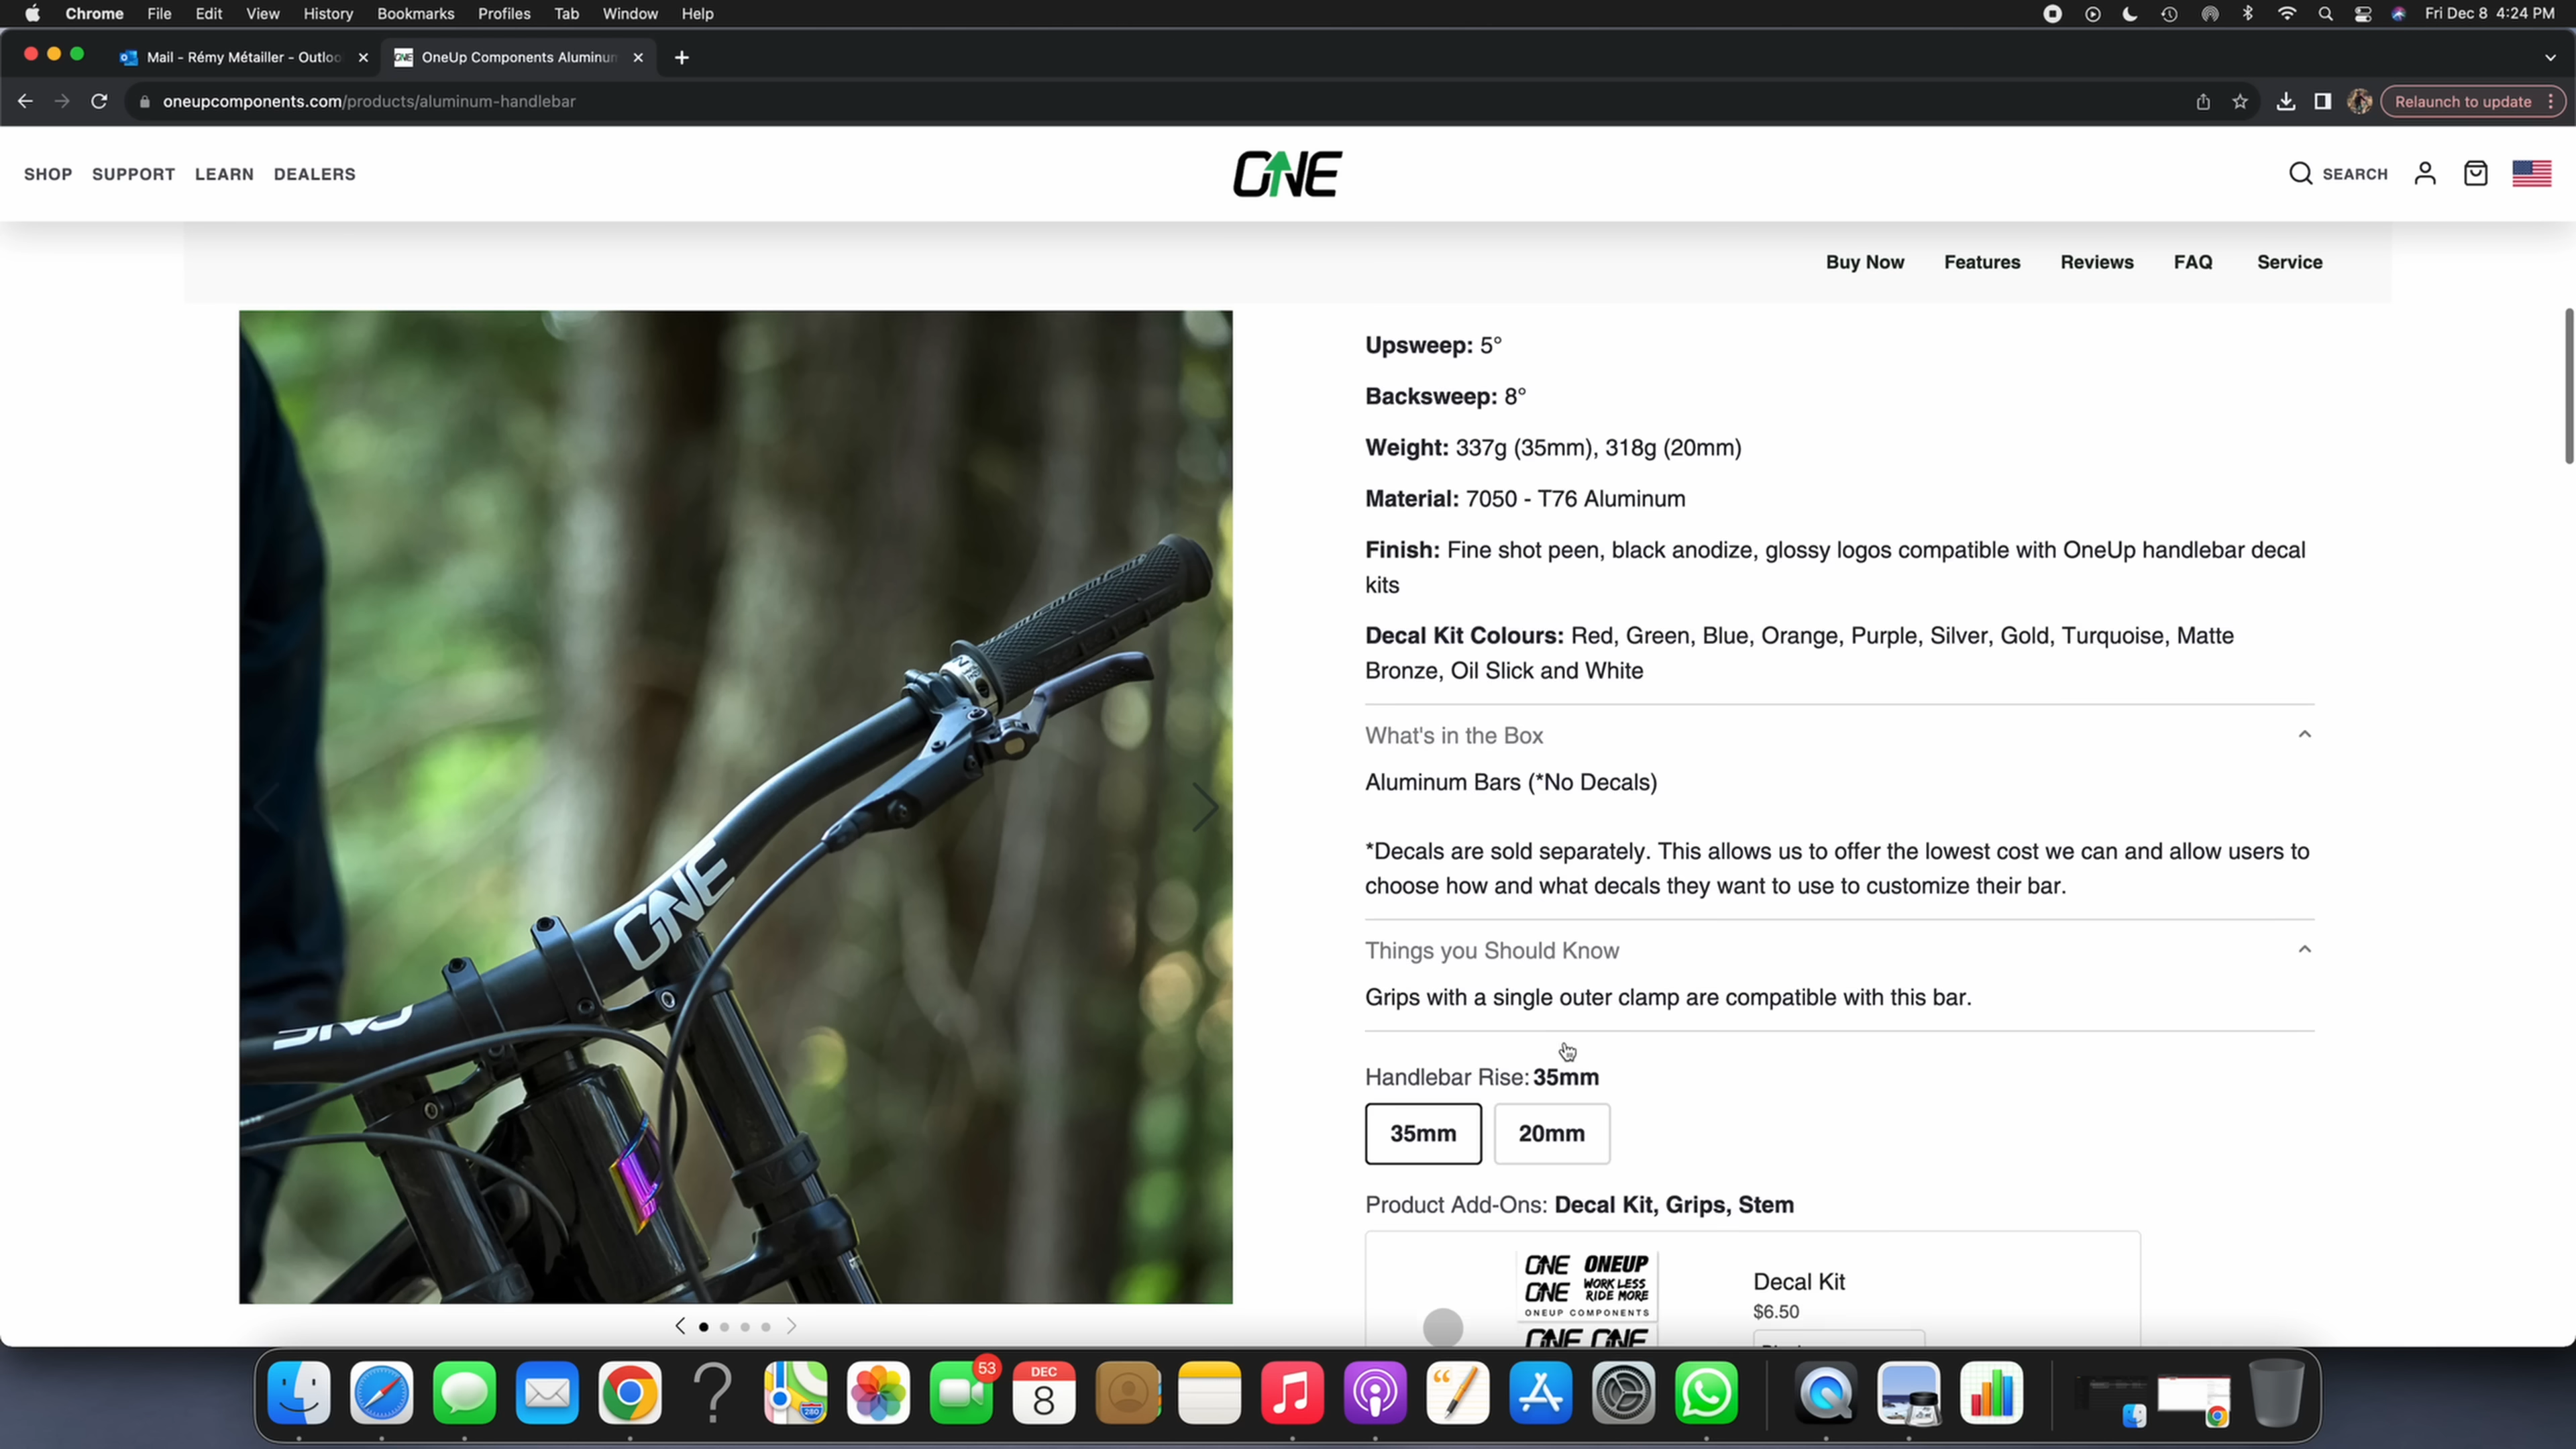 Chrome File Edit View History Bookmarks Profiles Tab Window Help
Fri Dec 8 4:24 PM
Mail - Rémy Métailler - Outloo
ONE
OneUp Components Aluminun
oneupcomponents.com/products/aluminum-handlebar
Relaunch to update
SHOP SUPPORT LEARN DEALERS
ONE
SEARCH
Buy Now Features Reviews FAQ Service
Upsweep: 5°
Backsweep: 8°
Weight: 337g (35mm), 318g (20mm)
Material: 7050 - T76 Aluminum
Finish: Fine shot peen, black anodize, glossy logos compatible with OneUp handlebar decal
kits
Decal Kit Colours: Red, Green, Blue, Orange, Purple, Silver, Gold, Turquoise, Matte
Bronze, Oil Slick and White
What's in the Box
Aluminum Bars (*No Decals)
*Decals are sold separately. This allows us to offer the lowest cost we can and allow users to
choose how and what decals they want to use to customize their bar.
Things you Should Know
Grips with a single outer clamp are compatible with this bar.
Handlebar Rise: 35mm
35mm 20mm
Product Add-Ons: Decal Kit, Grips, Stem
ONE ONEUP
ONE WORK LESS
RIDE MORE
ONEUP COMPONENTS
ONE ONE
Decal Kit
$6.50
ONE
53
DEC
8
280